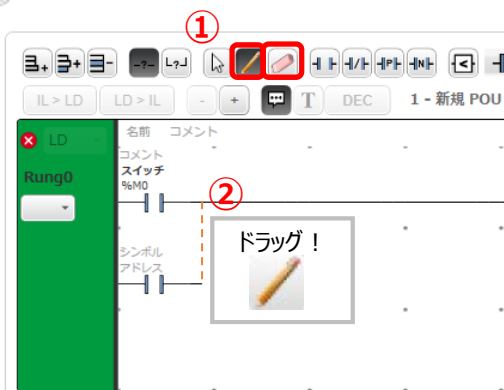 ①
IL > LD
LD > IL
-
+
T
DEC
1 - 新規 POU
LD
名前
コメント
Rung0
コメント
スイッチ
%M0
②
ドラッグ！
シンボル
アドレス